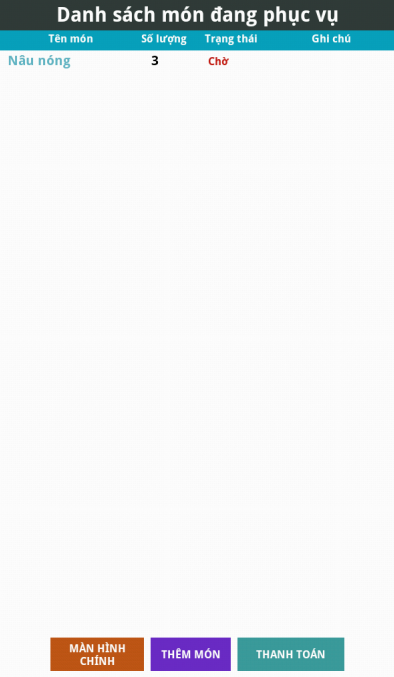 Danh sách món đang phục vụ
Tên món Số lượng Trạng thái Ghi chú
Nâu nóng 3 Chờ
MÀN HÌNH
CHÍNH
THÊM MÓN
THANH TOÁN